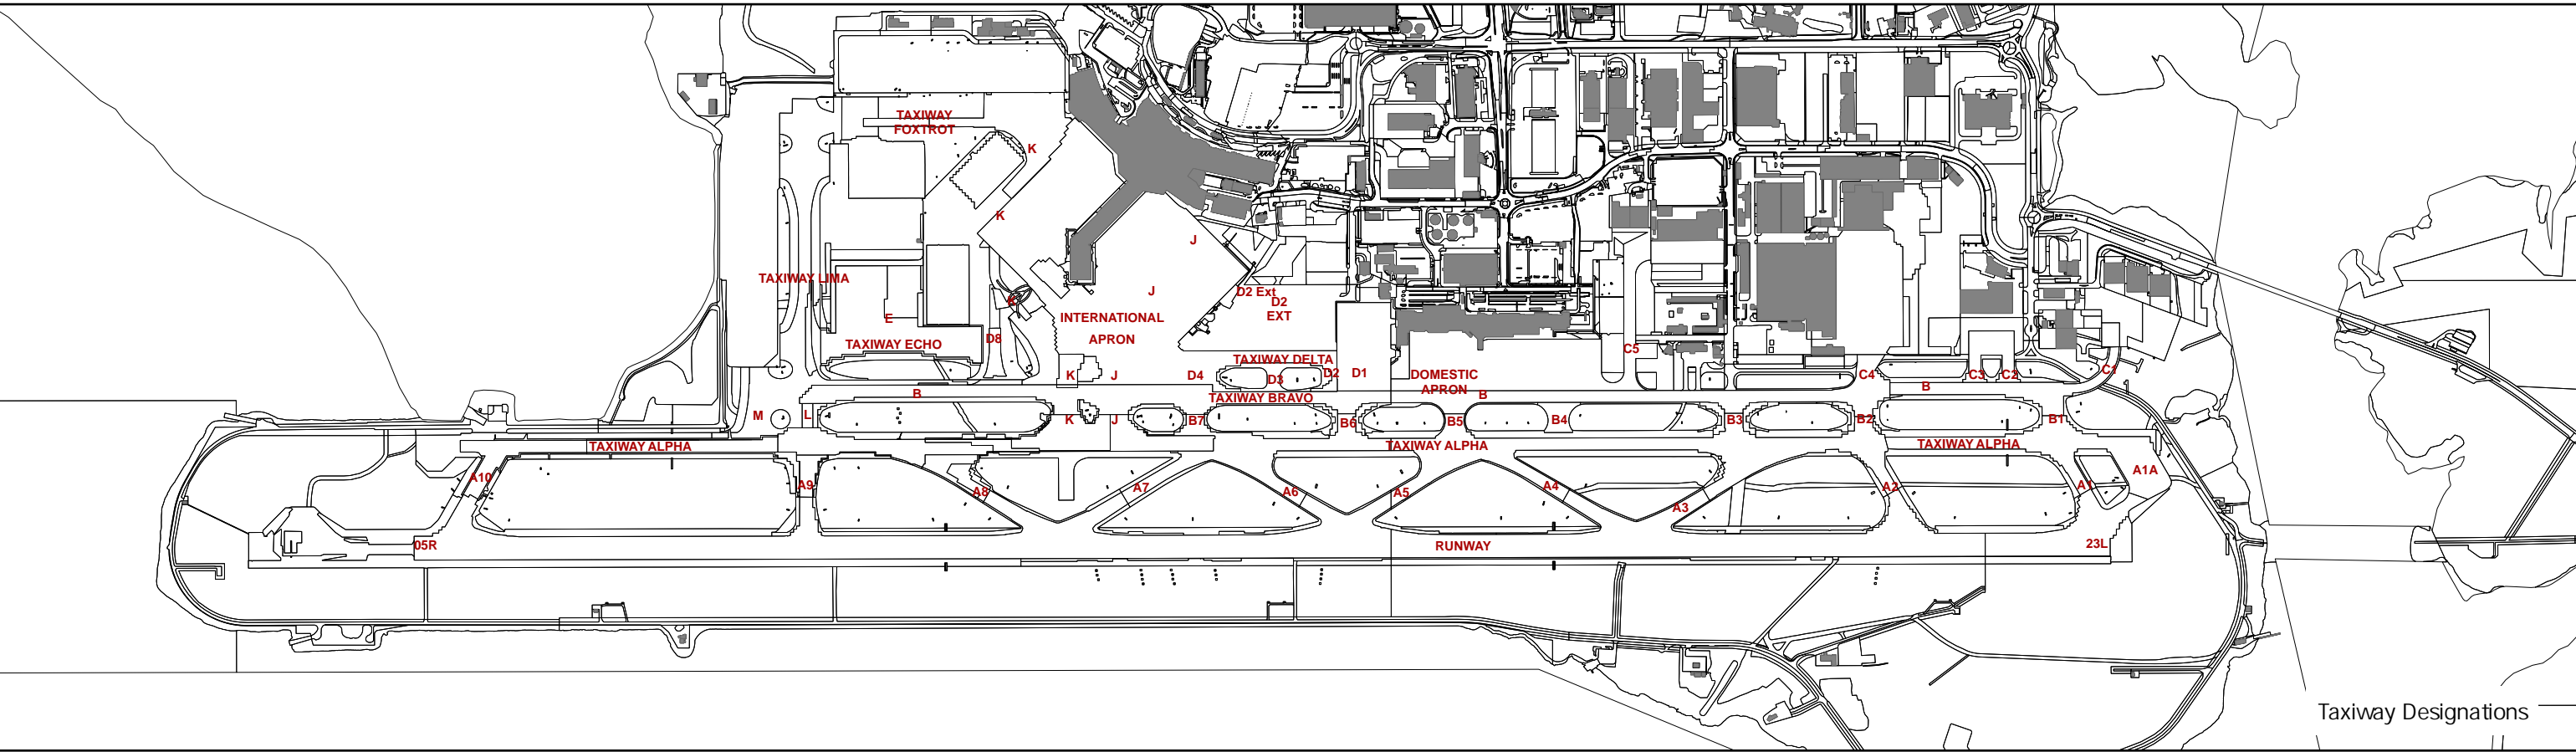 TAXIWAY
FOXTROT
K
K
J
TAXIWAY LIMA
J
D2 Ext
D2
EXT
K
E
INTERNATIONAL
APRON
D8
TAXIWAY ECHO
C5
TAXIWAY DELTA
K
J
D4
D3
D2
D1
DOMESTIC
APRON
C4
C3
C2
C1
B
TAXIWAY BRAVO
B
B
M
L
K
J
B7
B6
B5
B4
B3
B2
B1
TAXIWAY ALPHA
TAXIWAY ALPHA
TAXIWAY ALPHA
A10
A9
A8
A7
A6
A5
A4
A3
A2
A1
A1A
05R
RUNWAY
23L
Taxiway Designations